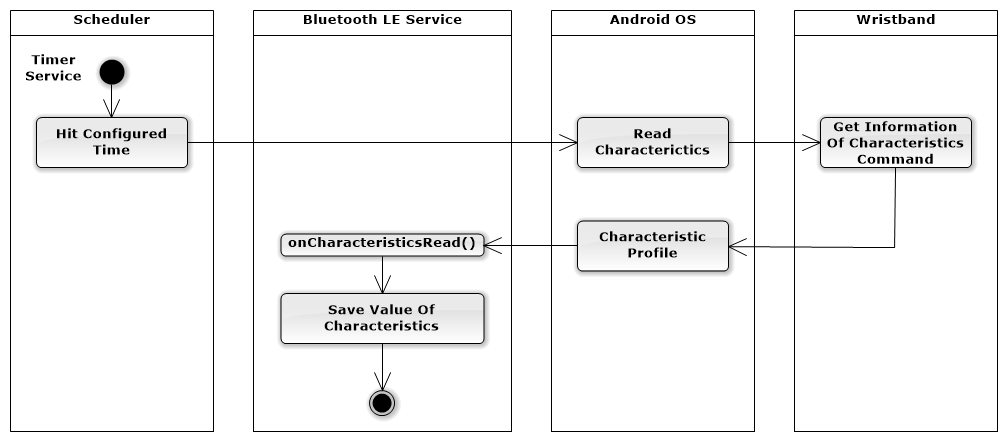 Scheduler
Bluetooth LE Service
Android OS
Wristband
Timer
Service
Hit Configured
Time
Read
Characterictics
Get Information
Of Characteristics
Command
onCharacteristicsRead()
Characteristic
Profile
Save Value Of
Characteristics